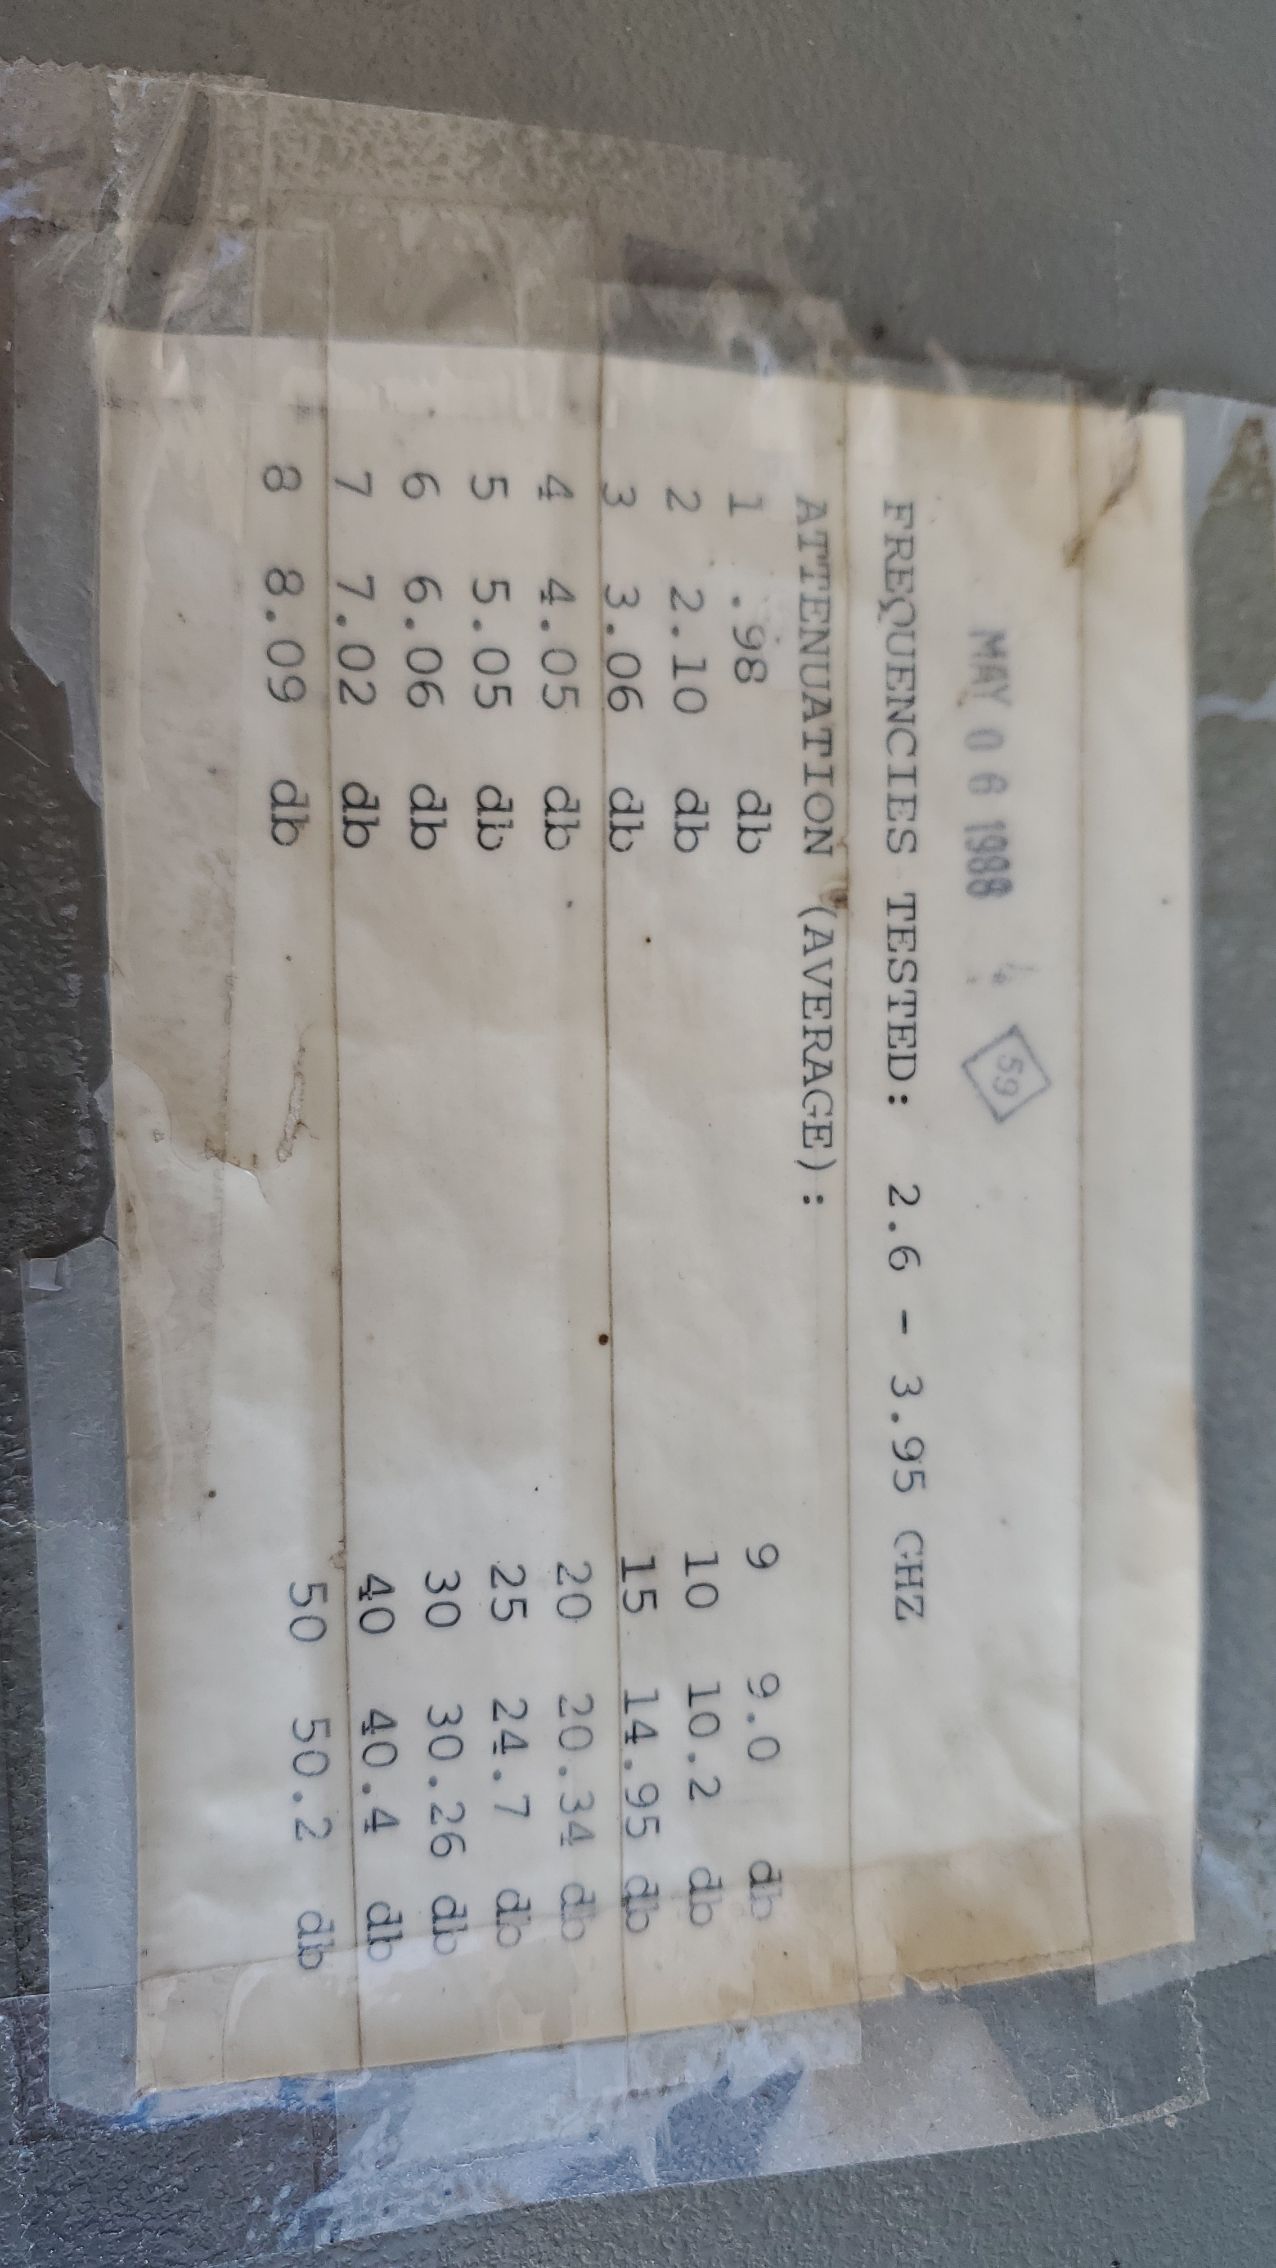 MAY 06 1988 59
FREQUENCIES TESTED: 2.6 - 3.95 GHZ
ATTENUATION (AVERAGE):
1 .98 db 9 9.0 db
2 2.10 db 10 10.2 db
3 3.06 db 15 14.95 db
4 4.05 db 20 20.34 db
5 5.05 db 25 24.7 db
6 6.06 db 30 30.26 db
7 7.02 db 40 40.4 db
8 8.09 db 50 50.2 db